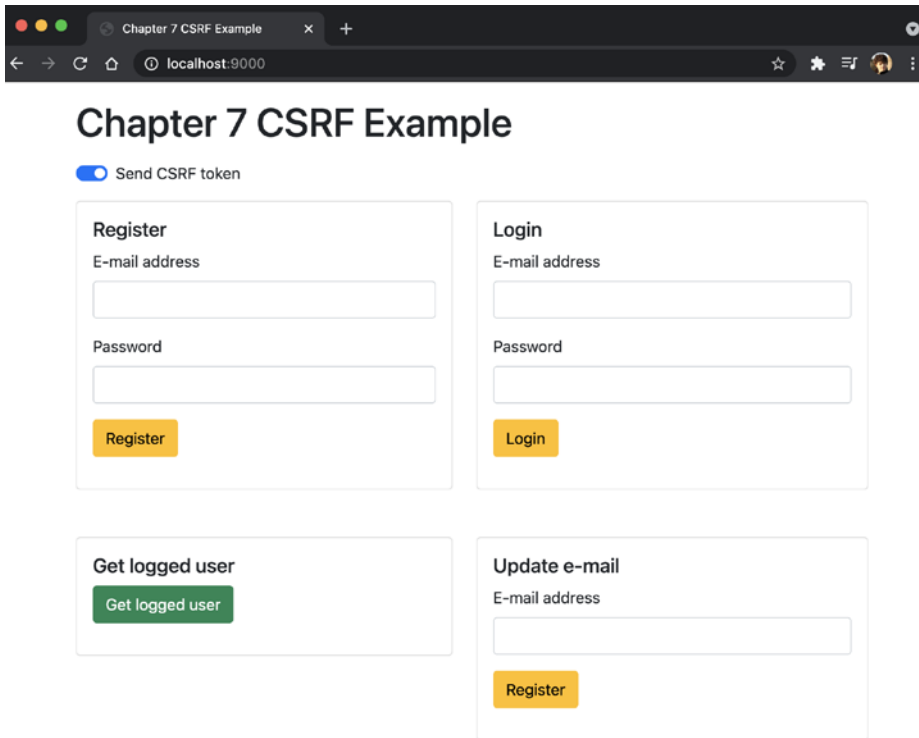 Chapter 7 CSRF Example
localhost:9000
Chapter 7 CSRF Example
Send CSRF token
Register
E-mail address
Password
Register
Login
E-mail address
Password
Login
Get logged user
Get logged user
Update e-mail
E-mail address
Register